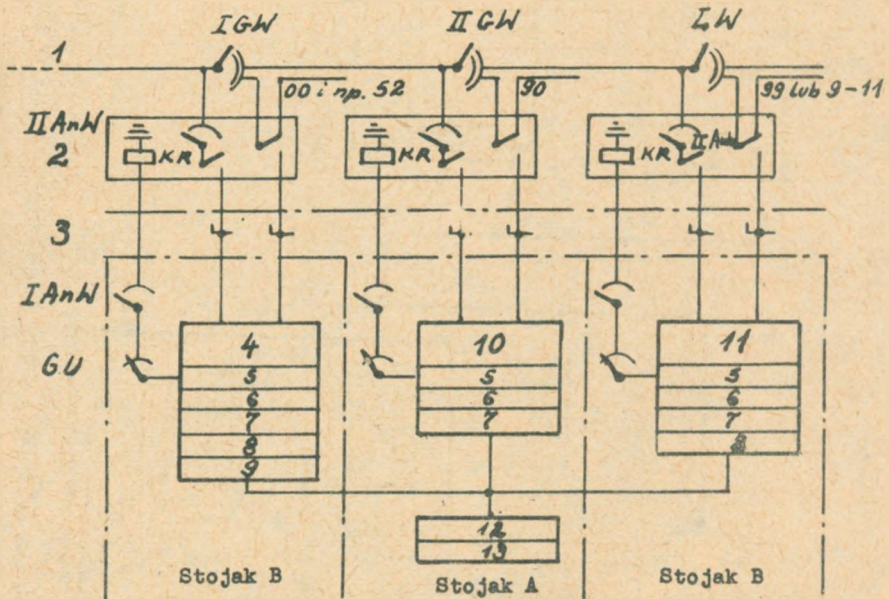 I GW II GW LW
1
00 i np. 52 90 99 lub 9-11
II AnW
2 KR KR KR II AnW
3
I AnW
4 10 11
GU 5 5 5
6 6 6
7 7 7
8 8
9
12
13
Stojak B Stojak A Stojak B